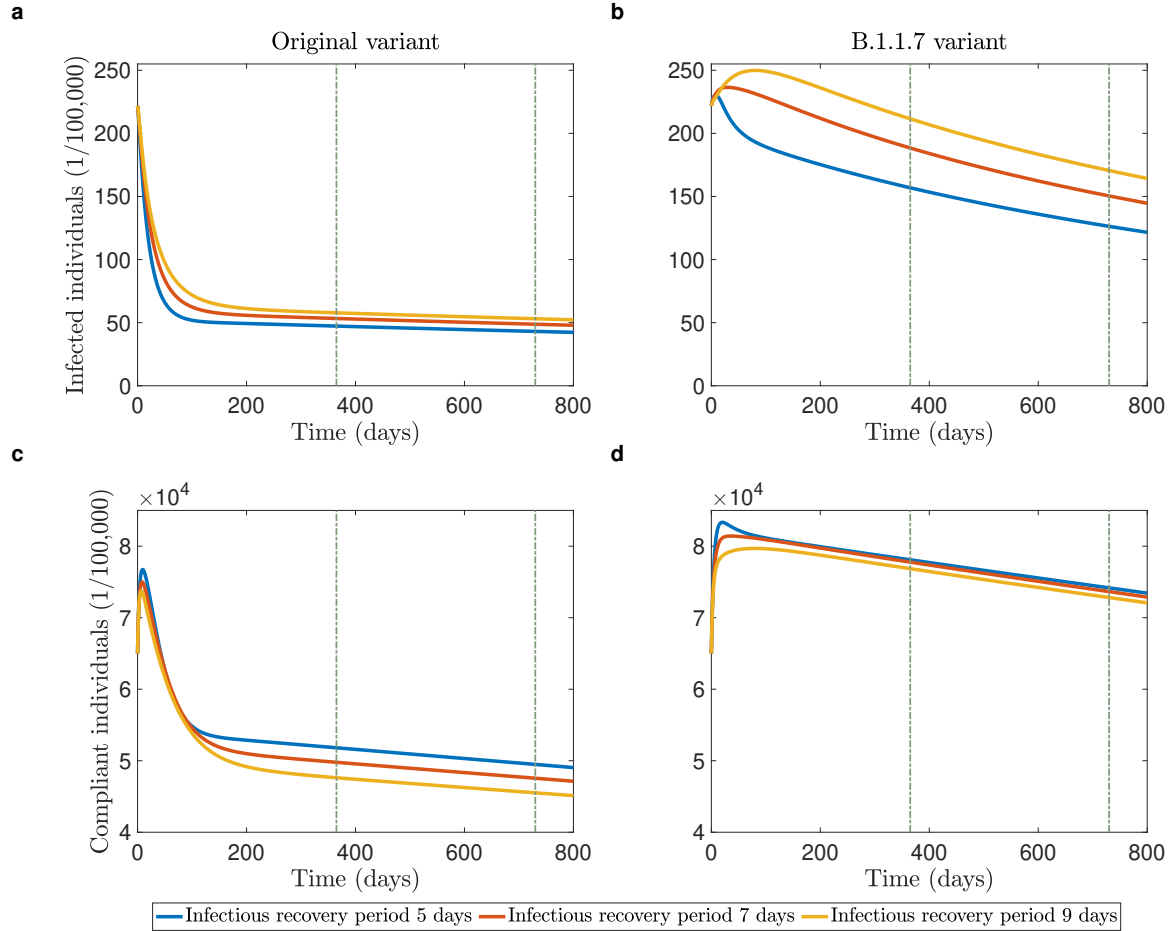 a
Original variant
Infected individuals (1/100,000)
250
200
150
100
50
0
0 200 400 600 800
Time (days)
b
B.1.1.7 variant
250
200
150
100
50
0
0 200 400 600 800
Time (days)
c
×10⁴
Compliant individuals (1/100,000)
8
7
6
5
4
0 200 400 600 800
Time (days)
d
×10⁴
8
7
6
5
4
0 200 400 600 800
Time (days)
Infectious recovery period 5 days Infectious recovery period 7 days Infectious recovery period 9 days